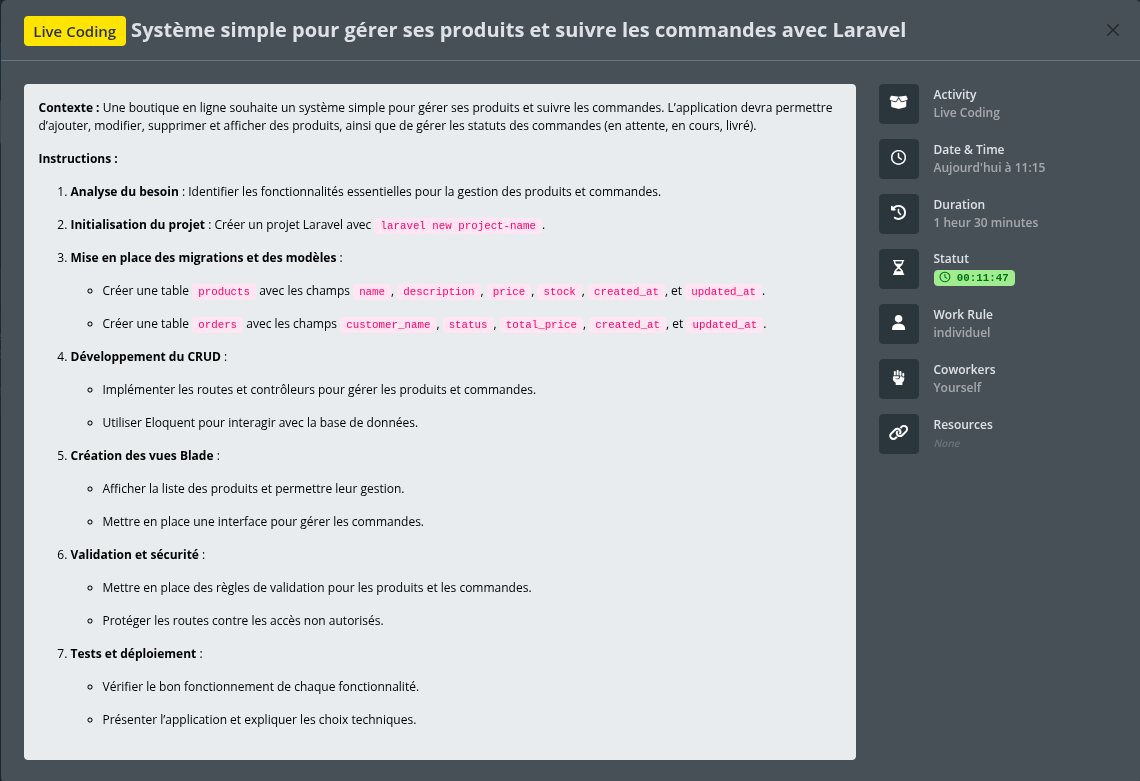 Live Coding Système simple pour gérer ses produits et suivre les commandes avec Laravel
Contexte : Une boutique en ligne souhaite un système simple pour gérer ses produits et suivre les commandes. L’application devra permettre
d’ajouter, modifier, supprimer et afficher des produits, ainsi que de gérer les statuts des commandes (en attente, en cours, livré).
Instructions :
1. Analyse du besoin : Identifier les fonctionnalités essentielles pour la gestion des produits et commandes.
2. Initialisation du projet : Créer un projet Laravel avec laravel new project-name .
3. Mise en place des migrations et des modèles :
Créer une table products avec les champs name , description , price , stock , created_at , et updated_at .
Créer une table orders avec les champs customer_name , status , total_price , created_at , et updated_at .
4. Développement du CRUD :
Implémenter les routes et contrôleurs pour gérer les produits et commandes.
Utiliser Eloquent pour interagir avec la base de données.
5. Création des vues Blade :
Afficher la liste des produits et permettre leur gestion.
Mettre en place une interface pour gérer les commandes.
6. Validation et sécurité :
Mettre en place des règles de validation pour les produits et les commandes.
Protéger les routes contre les accès non autorisés.
7. Tests et déploiement :
Vérifier le bon fonctionnement de chaque fonctionnalité.
Présenter l’application et expliquer les choix techniques.
Activity
Live Coding
Date & Time
Aujourd'hui à 11:15
Duration
1 heur 30 minutes
Statut
00:11:47
Work Rule
individuel
Coworkers
Yourself
Resources
None